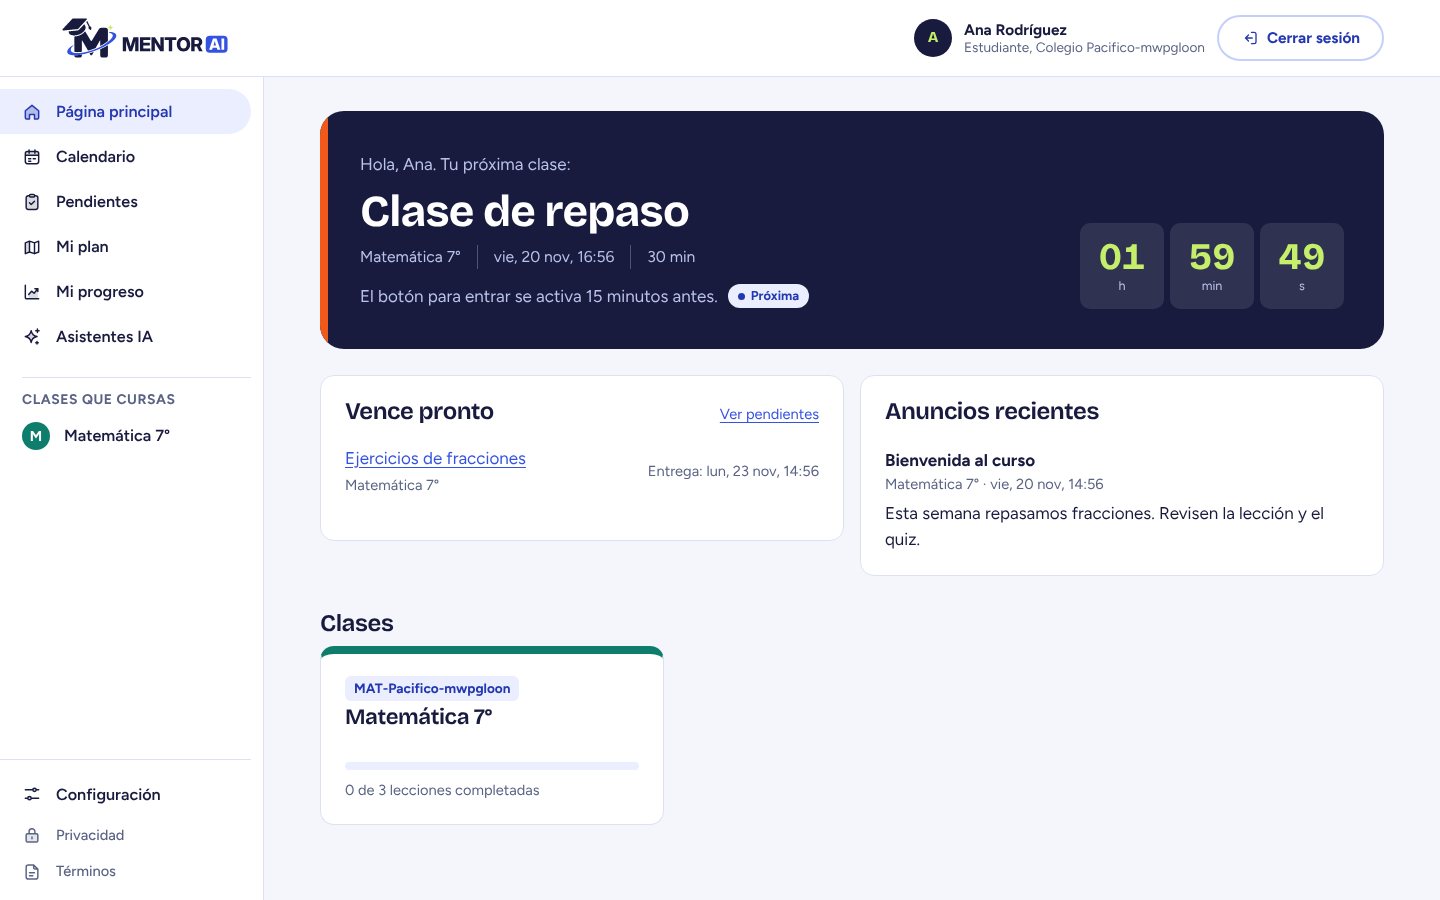 MENTOR AI
A
Ana Rodríguez
Estudiante, Colegio Pacifico-mwpgloon
Cerrar sesión
Página principal
Calendario
Pendientes
Mi plan
Mi progreso
Asistentes IA
CLASES QUE CURSAS
M
Matemática 7°
Configuración
Privacidad
Términos
Hola, Ana. Tu próxima clase:
Clase de repaso
Matemática 7° vie, 20 nov, 16:56 30 min
El botón para entrar se activa 15 minutos antes. Próxima
01 59 49
h min s
Vence pronto
Ver pendientes
Ejercicios de fracciones
Matemática 7°
Entrega: lun, 23 nov, 14:56
Anuncios recientes
Bienvenida al curso
Matemática 7° · vie, 20 nov, 14:56
Esta semana repasamos fracciones. Revisen la lección y el
quiz.
Clases
MAT-Pacifico-mwpgloon
Matemática 7°
0 de 3 lecciones completadas